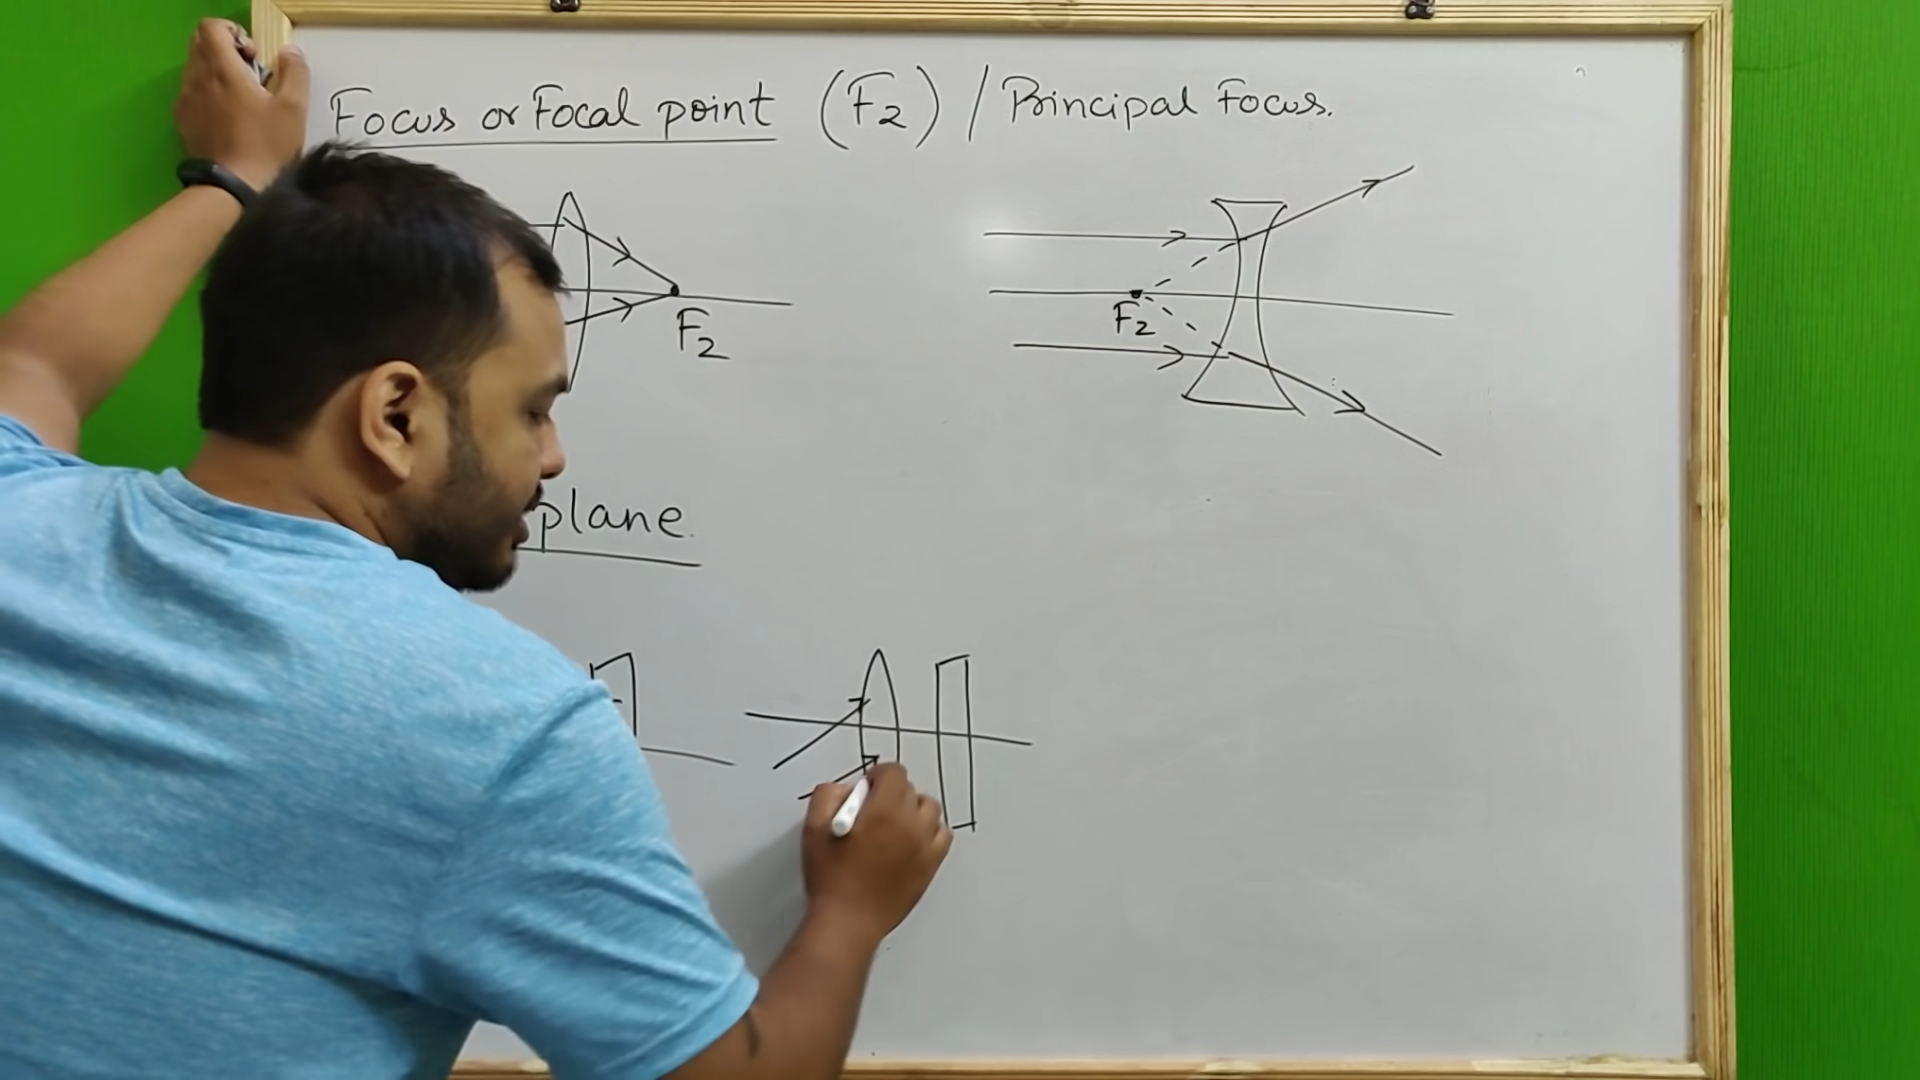 Focus or Focal point (F2) / Principal Focus.
F2
F2
plane.